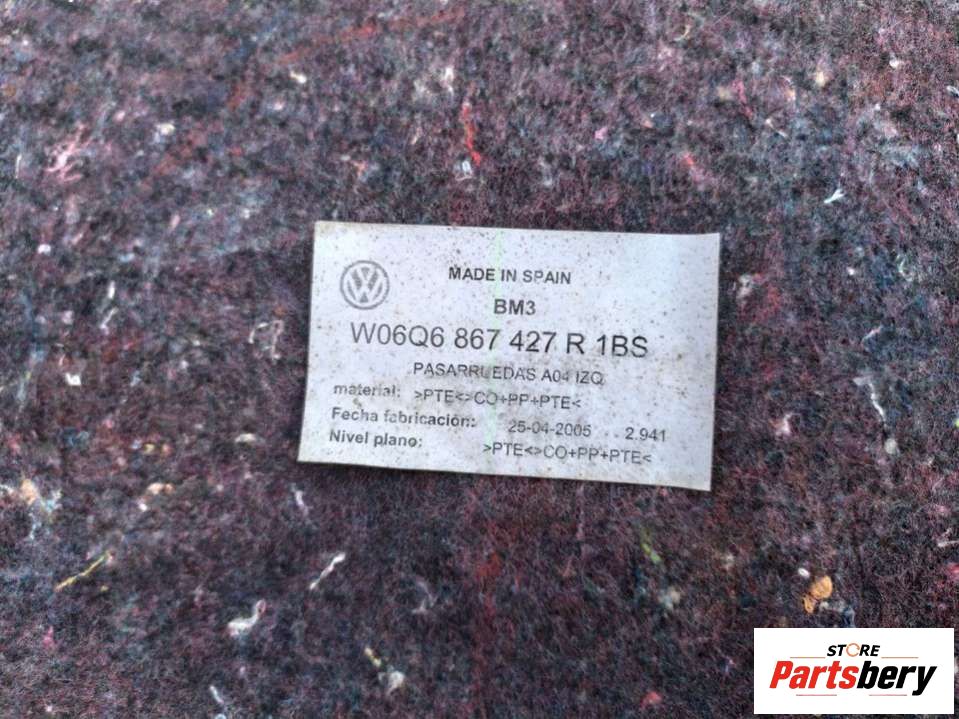 MADE IN SPAIN
BM3
W06Q6 867 427 R 1BS
PASARRUEDAS A04 IZQ
material: >PTE<>CO+PP+PTE<
Fecha fabricación: 25-04-2005 2.941
Nivel plano: >PTE<>CO+PP+PTE<
STORE
Partsbery